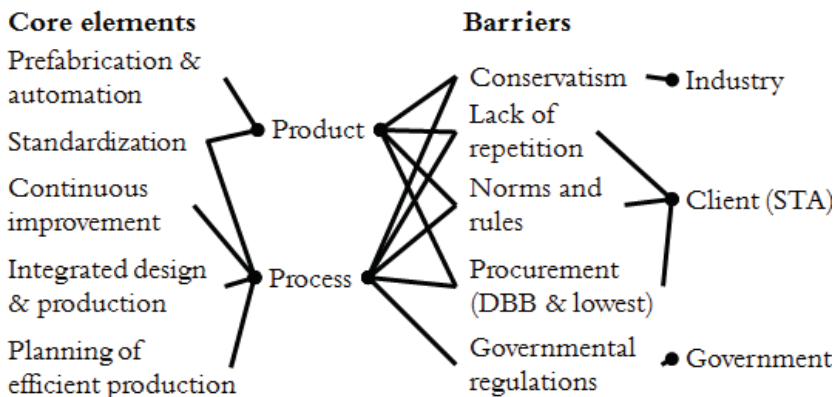 Core elements
Barriers
Prefabrication &
automation
Standardization
Continuous
improvement
Integrated design
& production
Planning of
efficient production
Product
Process
Conservatism
Lack of
repetition
Norms and
rules
Procurement
(DBB & lowest)
Governmental
regulations
Industry
Client (STA)
Government